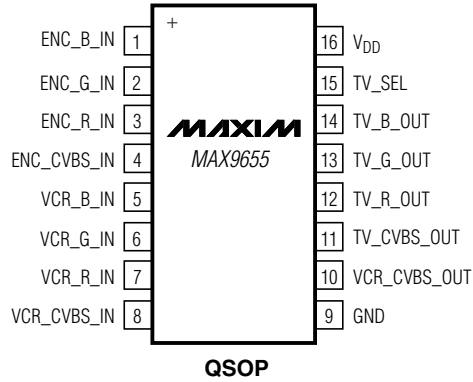 +
ENC_B_IN 1 16 VDD
ENC_G_IN 2 15 TV_SEL
ENC_R_IN 3 14 TV_B_OUT
MAXIM
ENC_CVBS_IN 4 MAX9655 13 TV_G_OUT
VCR_B_IN 5 12 TV_R_OUT
VCR_G_IN 6 11 TV_CVBS_OUT
VCR_R_IN 7 10 VCR_CVBS_OUT
VCR_CVBS_IN 8 9 GND
QSOP